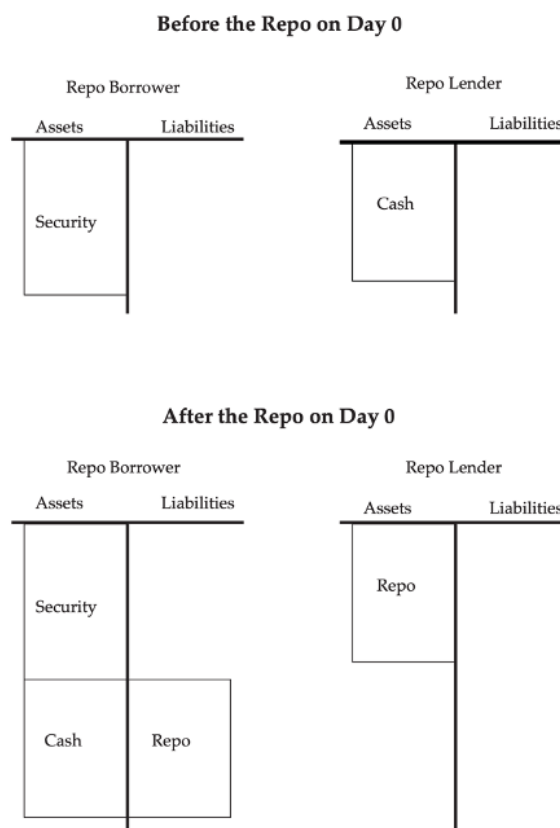 Before the Repo on Day 0
Repo Borrower
Repo Lender
Assets Liabilities
Assets Liabilities
Security
Cash
After the Repo on Day 0
Repo Borrower
Repo Lender
Assets Liabilities
Assets Liabilities
Security
Repo
Cash Repo